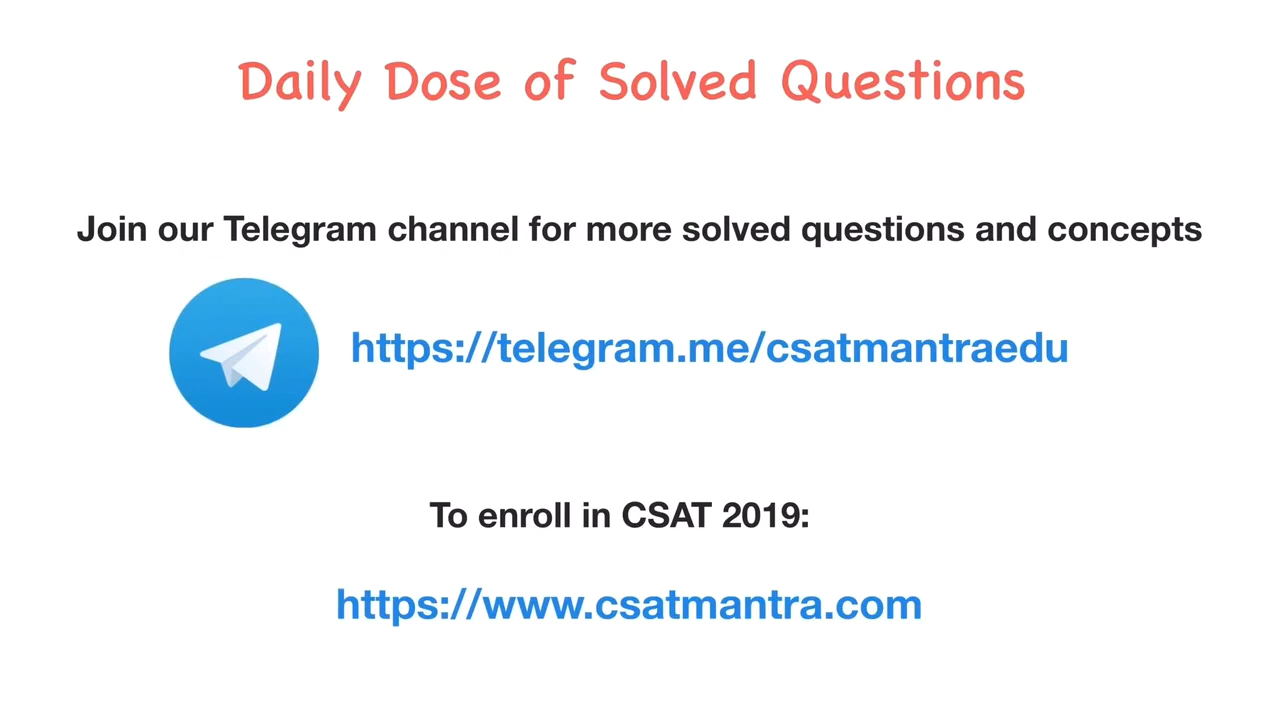 Daily Dose of Solved Questions
Join our Telegram channel for more solved questions and concepts
https://telegram.me/csatmantraedu
To enroll in CSAT 2019:
https://www.csatmantra.com